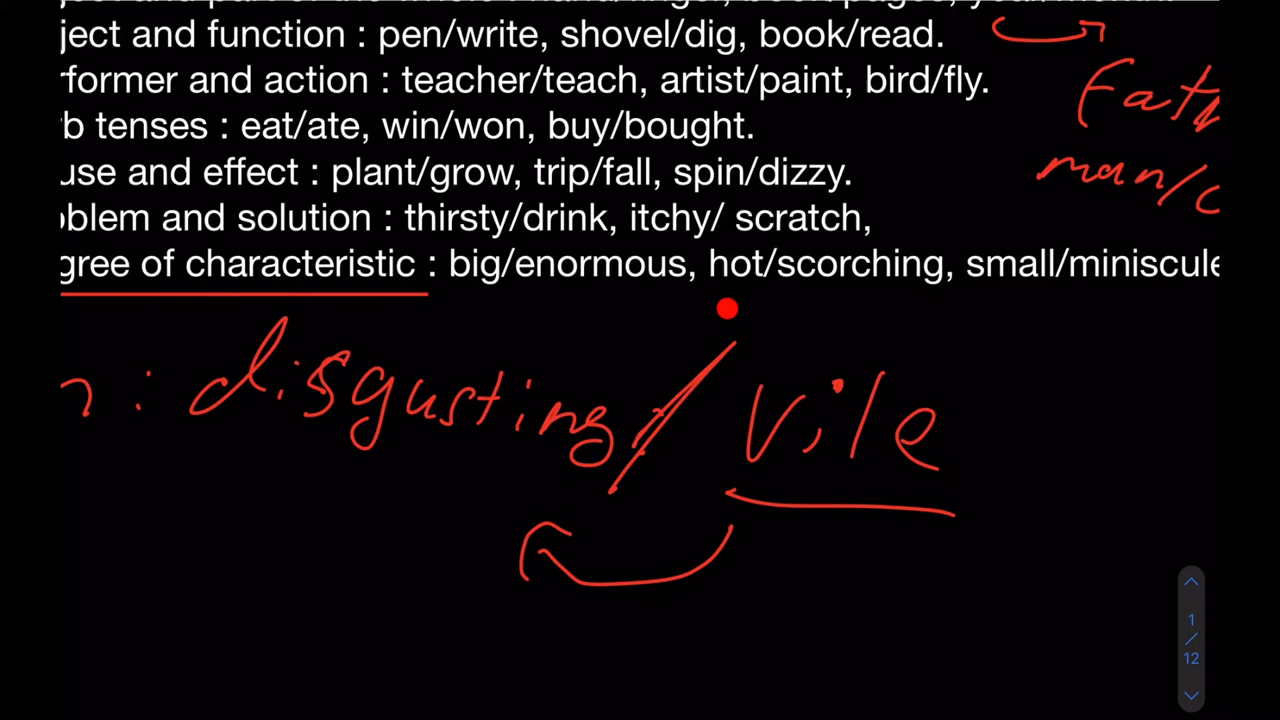 ject and function : pen/write, shovel/dig, book/read.
former and action : teacher/teach, artist/paint, bird/fly.
b tenses : eat/ate, win/won, buy/bought.
use and effect : plant/grow, trip/fall, spin/dizzy.
blem and solution : thirsty/drink, itchy/ scratch,
gree of characteristic : big/enormous, hot/scorching, small/miniscule
Fath
man/c
n : disgusting / vile
1
/
12